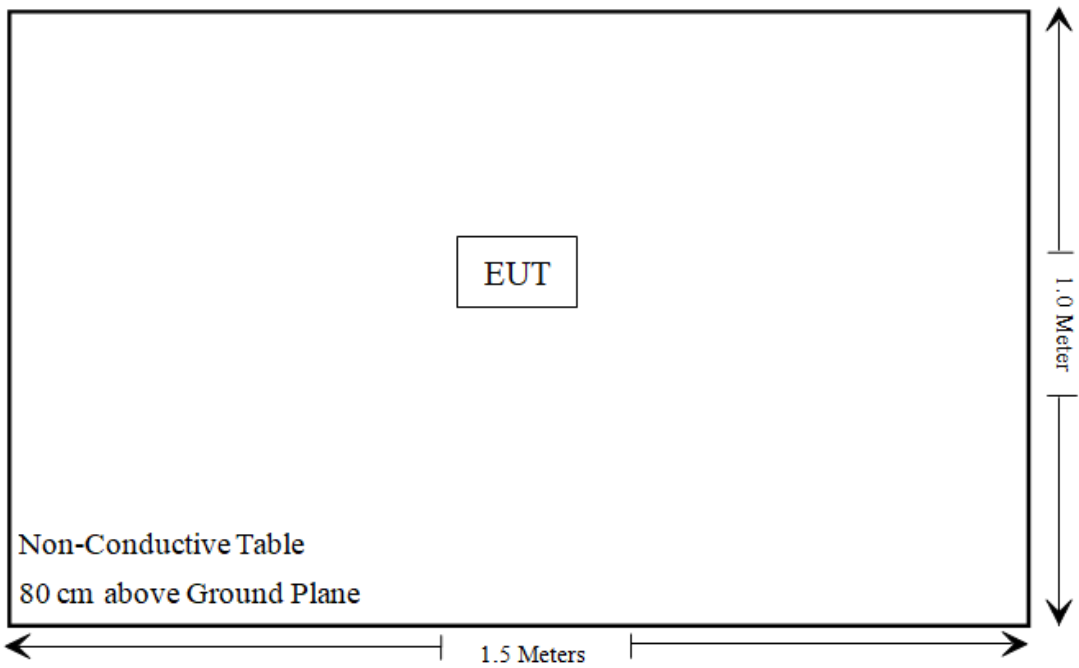 EUT
1.0 Meter
Non-Conductive Table
80 cm above Ground Plane
1.5 Meters